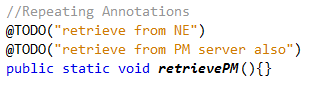 //Repeating Annotations
@TODO("retrieve from NE")
@TODO("retrieve from PM server also")
public static void retrievePM(){}